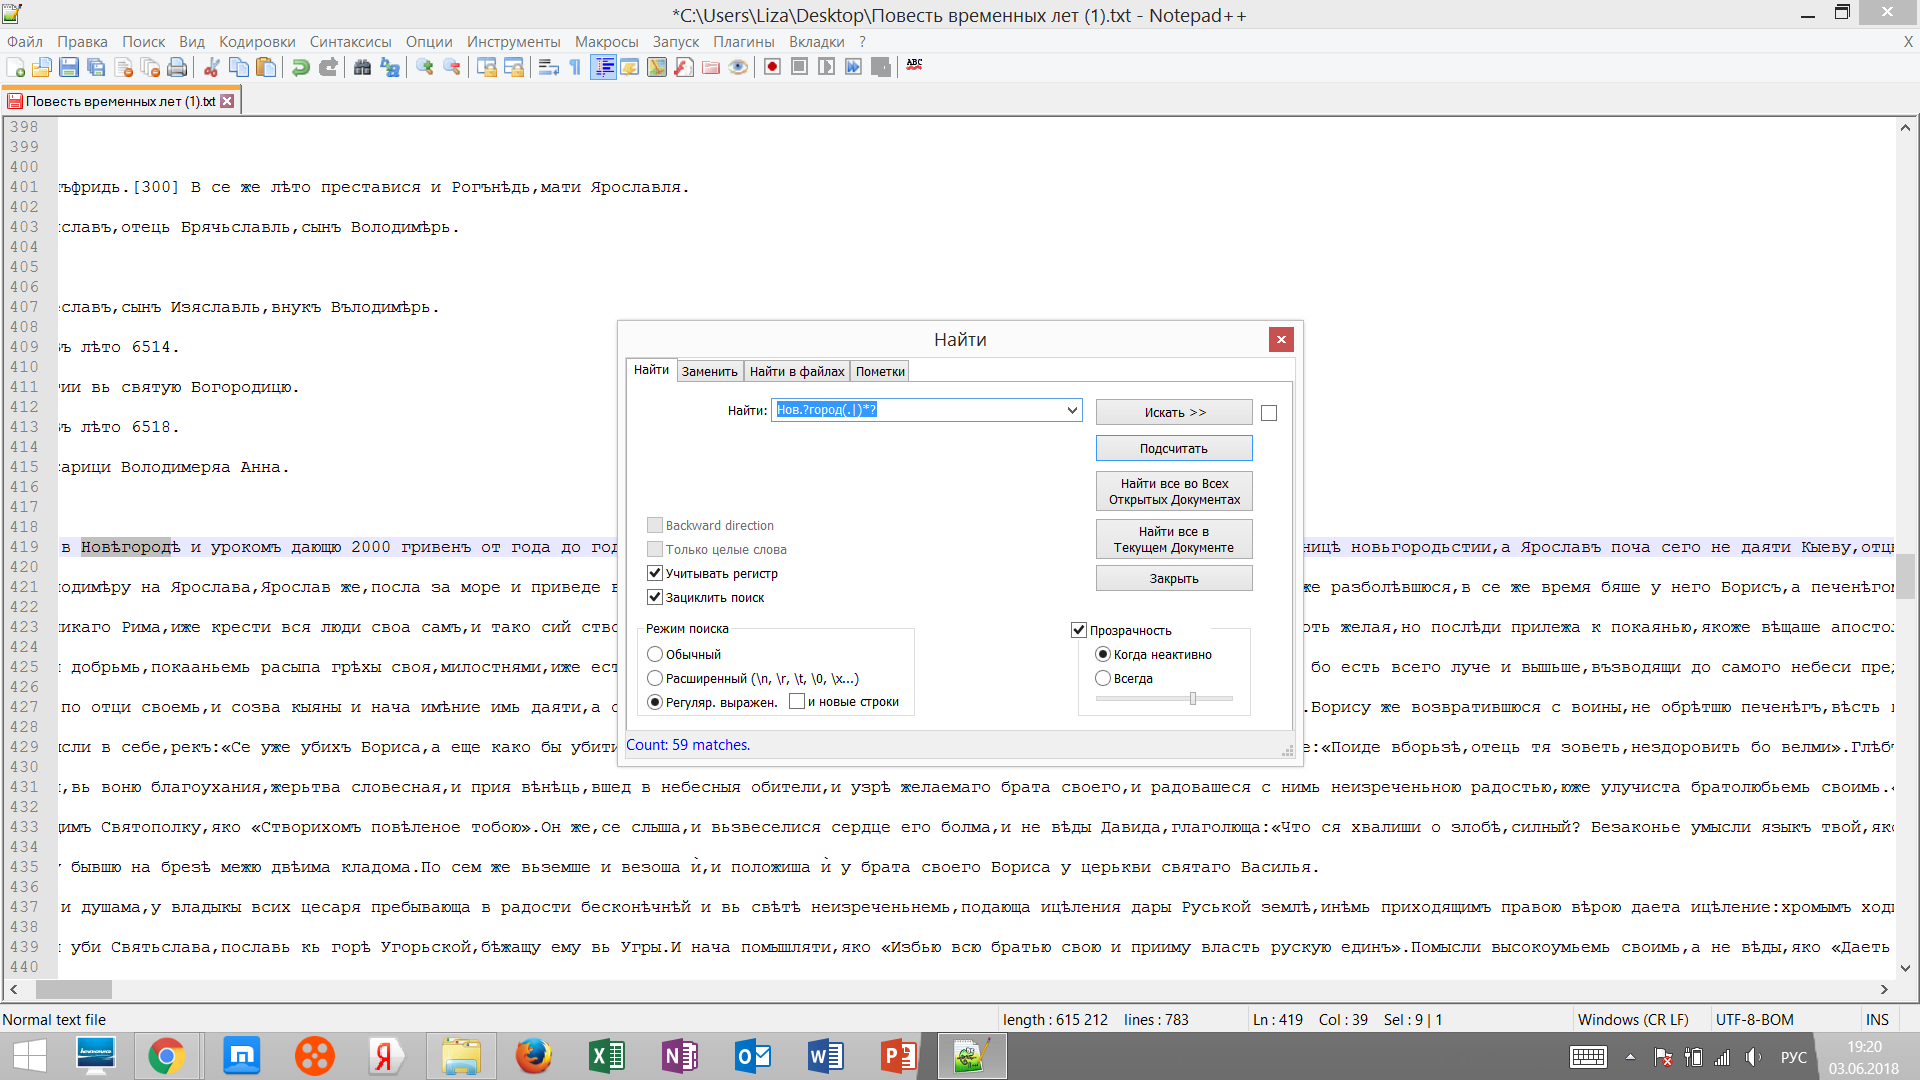 *C:\Users\Liza\Desktop\Повесть временных лет (1).txt - Notepad++
Файл Правка Поиск Вид Кодировки Синтаксисы Опции Инструменты Макросы Запуск Плагины Вкладки ? X
ABC
Повесть временных лет (1).txt
398
399
400
401 ъфридь.[300] В се же лѣто преставися и Рогънѣдь,мати Ярославля.
402
403 славъ,отець Брячьславль,сынъ Володимѣрь.
404
405
406
407 славъ,сынъ Изяславль,внукъ Вълодимѣрь.
408
409 ъ лѣто 6514.
410
411 ии вь святую Богородицю.
412
413 ъ лѣто 6518.
414
415 арици Володимеряа Анна.
416
417
418
419 в Новѣгородѣ и урокомъ дающю 2000 гривенъ от года до год ницѣ новьгородьстии,а Ярославъ поча сего не даяти Кыеву,отц
420
421 одимѣру на Ярослава,Ярослав же,посла за море и приведе в же разболѣвшюся,в се же время бяше у него Борисъ,а печенѣго
422
423 икаго Рима,иже крести вся люди своа самъ,и тако сий ство оть желая,но послѣди прилежа к покаянью,якоже вѣщаше апосто
424
425 добрьмь,покааньемь расыпа грѣхы своя,милостнями,иже ест бо есть всего луче и вышьше,възводящи до самого небеси пре
426
427 по отци своемь,и созва кыяны и нача имѣние имь даяти,а с .Борису же возвратившюся с воины,не обрѣтшю печенѣгъ,вѣсть
428
429 сли в себе,рекъ:«Се уже убихъ Бориса,а еще како бы убити е:«Поиде вборьзѣ,отець тя зоветь,нездоровить бо велми».Глѣб
430
431 ,вь воню благоухания,жерьтва словесная,и прия вѣнѣць,вшед в небесныя обители,и узрѣ желаемаго брата своего,и радовашеся с нимь неизреченьною радостью,юже улучиста братолюбьемь своимь.
432
433 димъ Святополку,яко «Створихомъ повѣленое тобою».Он же,се слыша,и възвеселися сердце его болма,и не вѣды Давида,глаголюща:«Что ся хвалиши о злобѣ,силный? Безаконье умысли языкъ твой,яко
434
435 у бывшю на брезѣ межю двѣима кладома.По сем же вьземше и везоша ѝ,и положиша ѝ у брата своего Бориса у церькви святаго Василья.
436
437 и душама,у владыкы всих цесаря пребывающа в радости бесконѣчнѣй и вь свѣтѣ неизреченьнемь,подающа ицѣления дары Руськой землѣ,инѣмь приходящимъ правою вѣрою даета ицѣление:хромымъ ход
438
439 уби Святьслава,пославь кь горѣ Угорьской,бѣжащу ему вь Угры.И нача помышляти,яко «Избью всю братью свою и прииму власть рускую единъ».Помысли высокоумьемь своимь,а не вѣды,яко «Даеть
440
Найти
Найти Заменить Найти в файлах Пометки
Найти: Нов.?город(.|)*? Искать >>
Подсчитать
Найти все во Всех
Открытых Документах
Найти все в
Текущем Документе
Закрыть
Backward direction
Только целые слова
Учитывать регистр
Зациклить поиск
Режим поиска
Обычный
Расширенный (\n, \r, \t, \0, \x...)
Регуляр. выражен. и новые строки
Прозрачность
Когда неактивно
Всегда
Count: 59 matches.
Normal text file length : 615 212 lines : 783 Ln : 419 Col : 39 Sel : 9 | 1 Windows (CR LF) UTF-8-BOM INS
РУС
19:20
03.06.2018